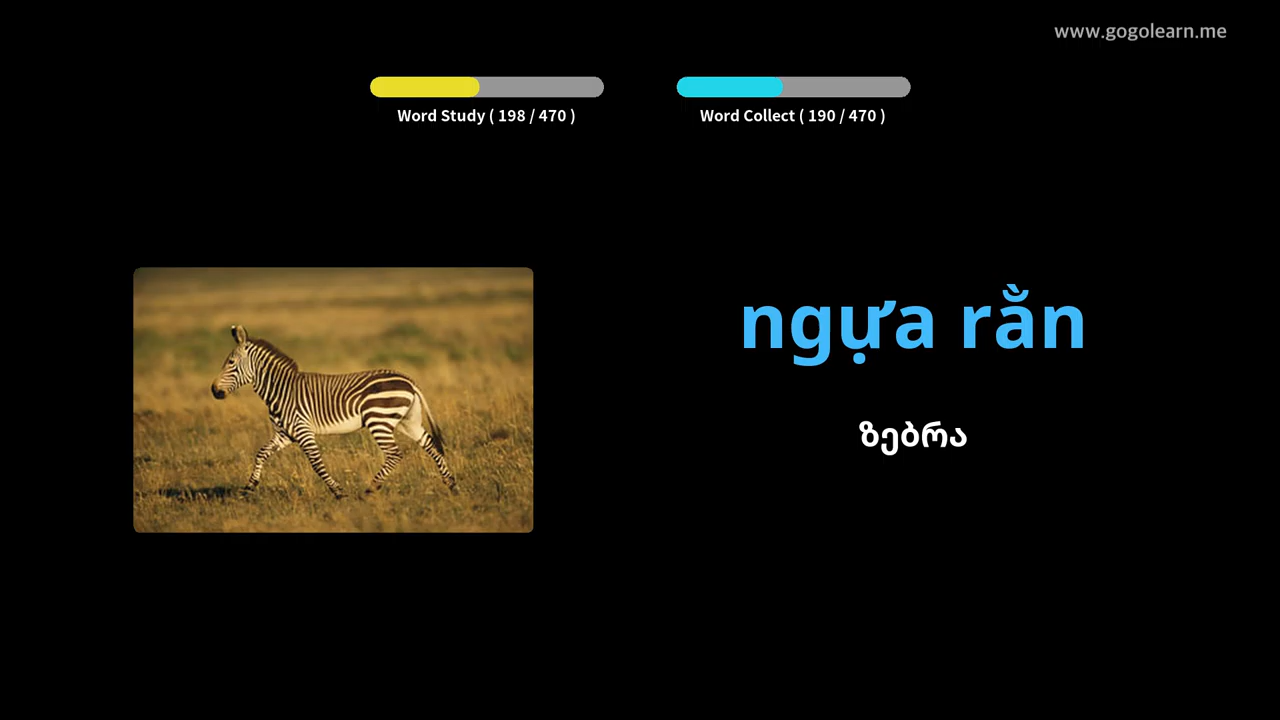 www.gogolearn.me
Word Study ( 198 / 470 )
Word Collect ( 190 / 470 )
ngựa rằn
ზებრა